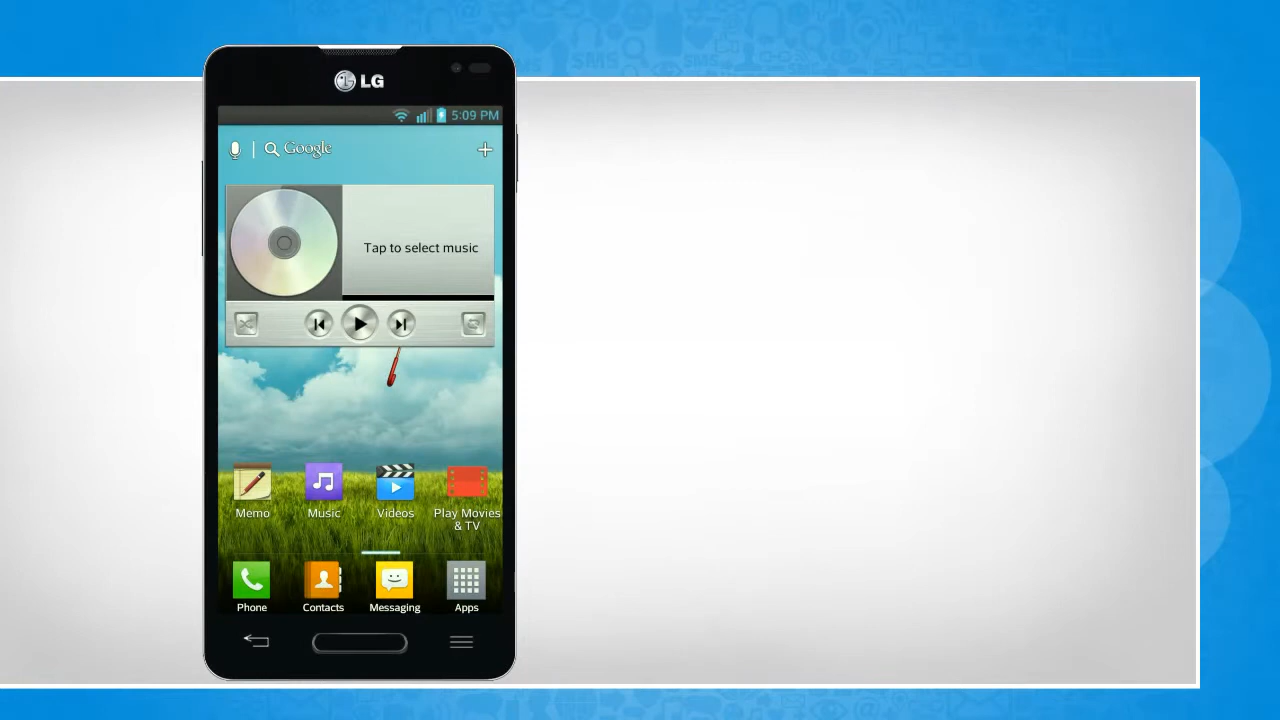 SMS
LG
5:09 PM
Google
Tap to select music
Memo
Music
Videos
Play Movies
& TV
Phone
Contacts
Messaging
Apps